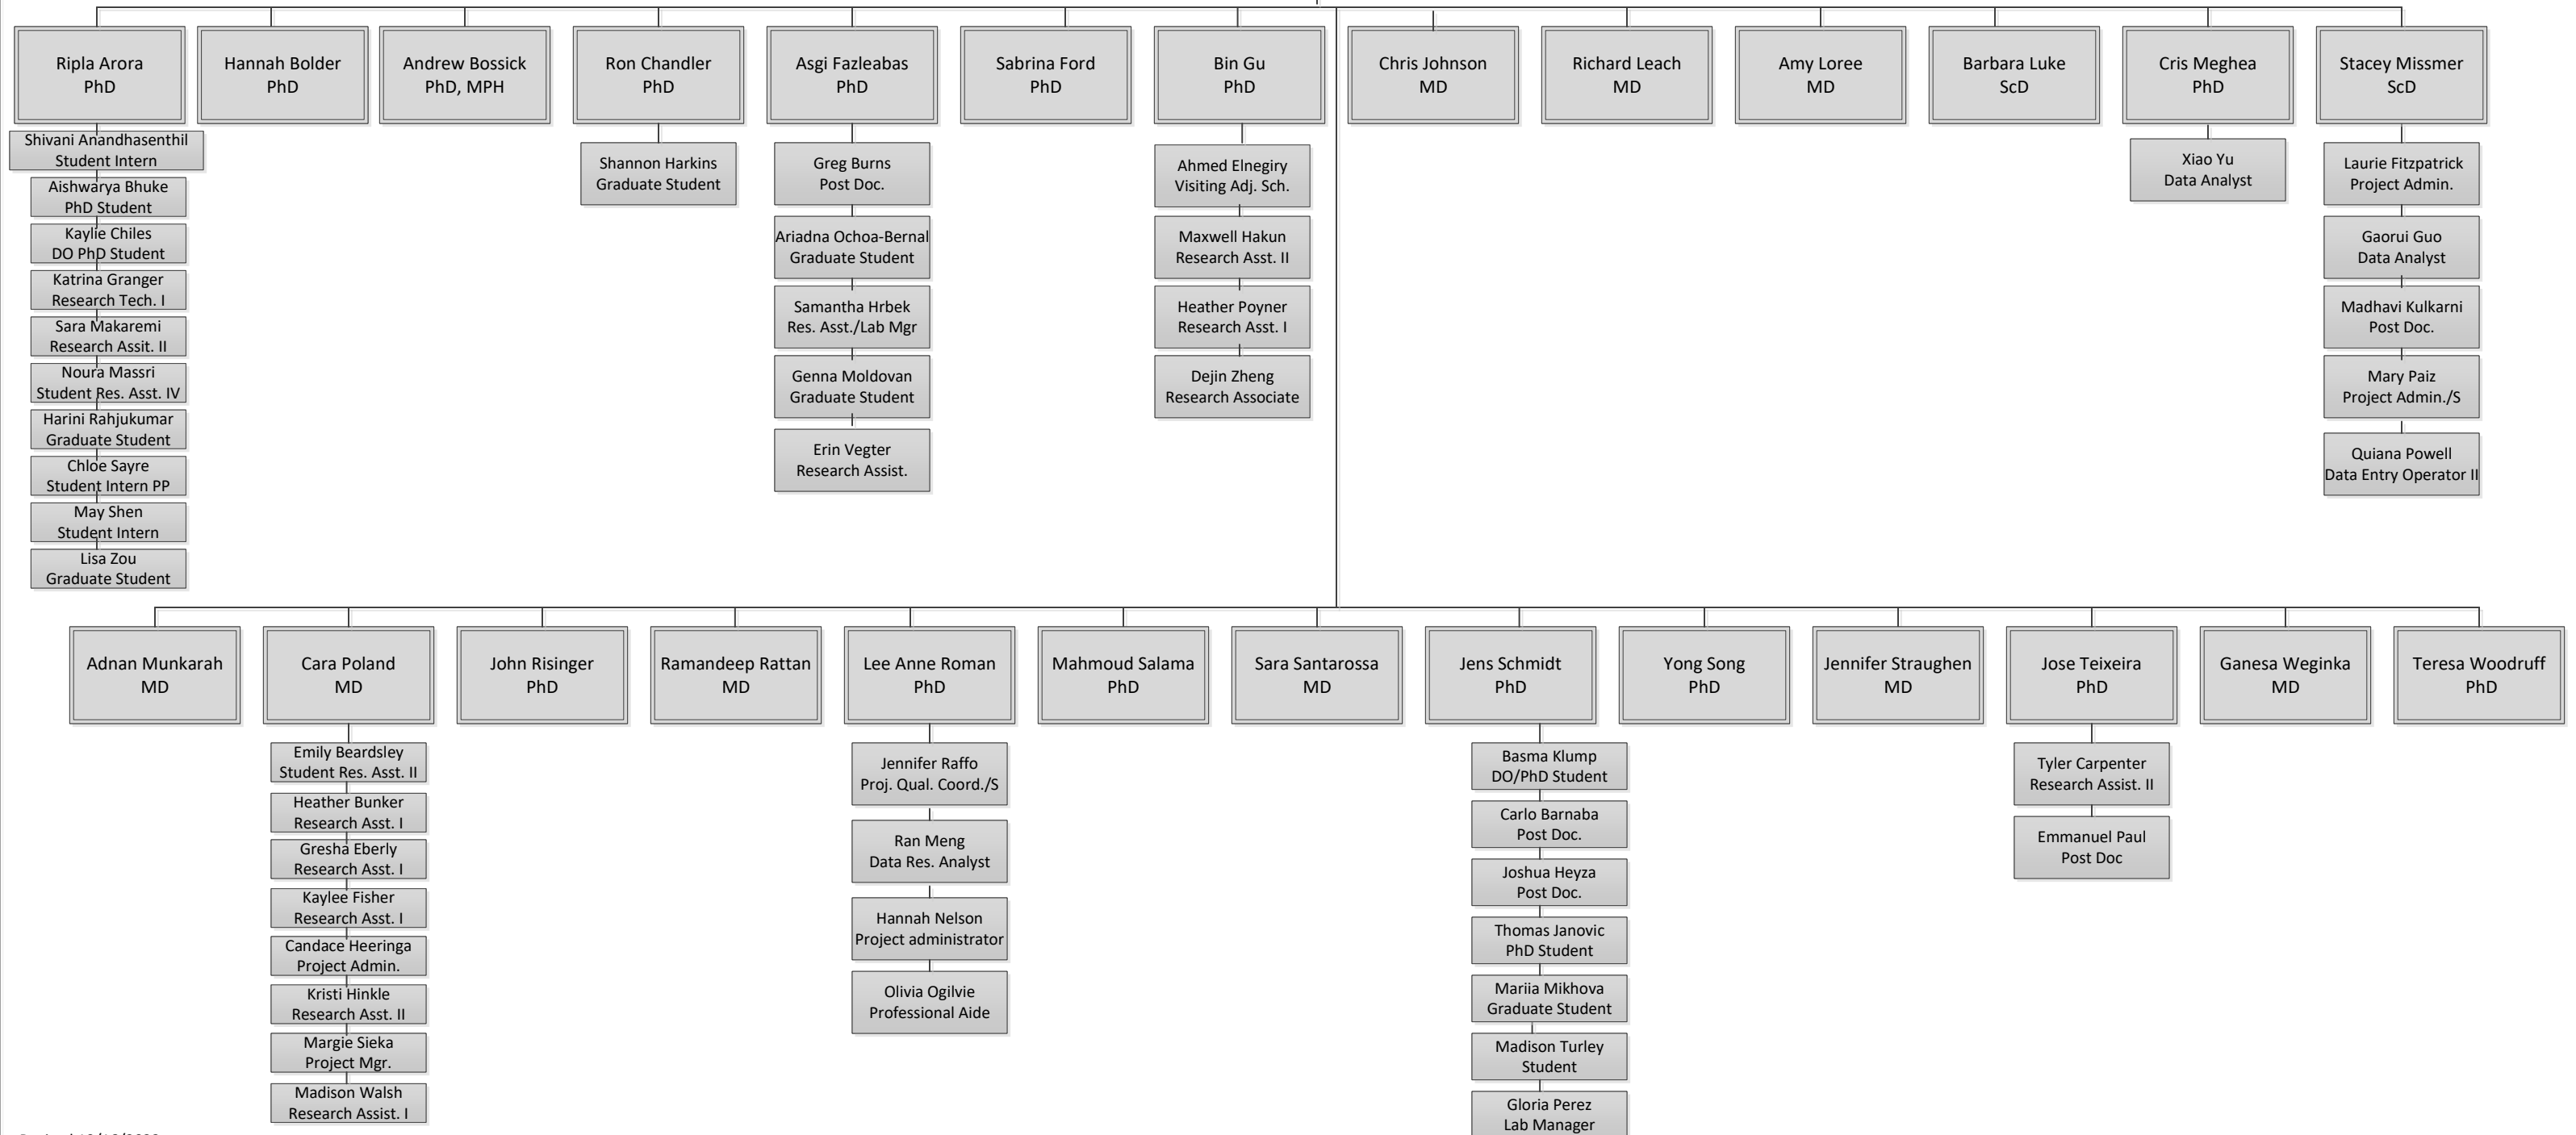 Ripla Arora
PhD
Hannah Bolder
PhD
Andrew Bossick
PhD, MPH
Ron Chandler
PhD
Asgi Fazleabas
PhD
Sabrina Ford
PhD
Bin Gu
PhD
Chris Johnson
MD
Richard Leach
MD
Amy Loree
MD
Barbara Luke
ScD
Cris Meghea
PhD
Stacey Missmer
ScD
Shivani Anandhasenthil
Student Intern
Aishwarya Bhuke
PhD Student
Kaylie Chiles
DO PhD Student
Katrina Granger
Research Tech. I
Sara Makaremi
Research Assit. II
Noura Massri
Student Res. Asst. IV
Harini Rahjukumar
Graduate Student
Chloe Sayre
Student Intern PP
May Shen
Student Intern
Lisa Zou
Graduate Student
Shannon Harkins
Graduate Student
Greg Burns
Post Doc.
Ariadna Ochoa-Bernal
Graduate Student
Samantha Hrbek
Res. Asst./Lab Mgr
Genna Moldovan
Graduate Student
Erin Vegter
Research Assist.
Ahmed Elnegiry
Visiting Adj. Sch.
Maxwell Hakun
Research Asst. II
Heather Poyner
Research Asst. I
Dejin Zheng
Research Associate
Xiao Yu
Data Analyst
Laurie Fitzpatrick
Project Admin.
Gaorui Guo
Data Analyst
Madhavi Kulkarni
Post Doc.
Mary Paiz
Project Admin./S
Quiana Powell
Data Entry Operator II
Adnan Munkarah
MD
Cara Poland
MD
John Risinger
PhD
Ramandeep Rattan
MD
Lee Anne Roman
PhD
Mahmoud Salama
PhD
Sara Santarossa
MD
Jens Schmidt
PhD
Yong Song
PhD
Jennifer Straughen
MD
Jose Teixeira
PhD
Ganesa Weginka
MD
Teresa Woodruff
PhD
Emily Beardsley
Student Res. Asst. II
Heather Bunker
Research Asst. I
Gresha Eberly
Research Asst. I
Kaylee Fisher
Research Asst. I
Candace Heeringa
Project Admin.
Kristi Hinkle
Research Asst. II
Margie Sieka
Project Mgr.
Madison Walsh
Research Assist. I
Jennifer Raffo
Proj. Qual. Coord./S
Ran Meng
Data Res. Analyst
Hannah Nelson
Project administrator
Olivia Ogilvie
Professional Aide
Basma Klump
DO/PhD Student
Carlo Barnaba
Post Doc.
Joshua Heyza
Post Doc.
Thomas Janovic
PhD Student
Mariia Mikhova
Graduate Student
Madison Turley
Student
Gloria Perez
Lab Manager
Tyler Carpenter
Research Assist. II
Emmanuel Paul
Post Doc